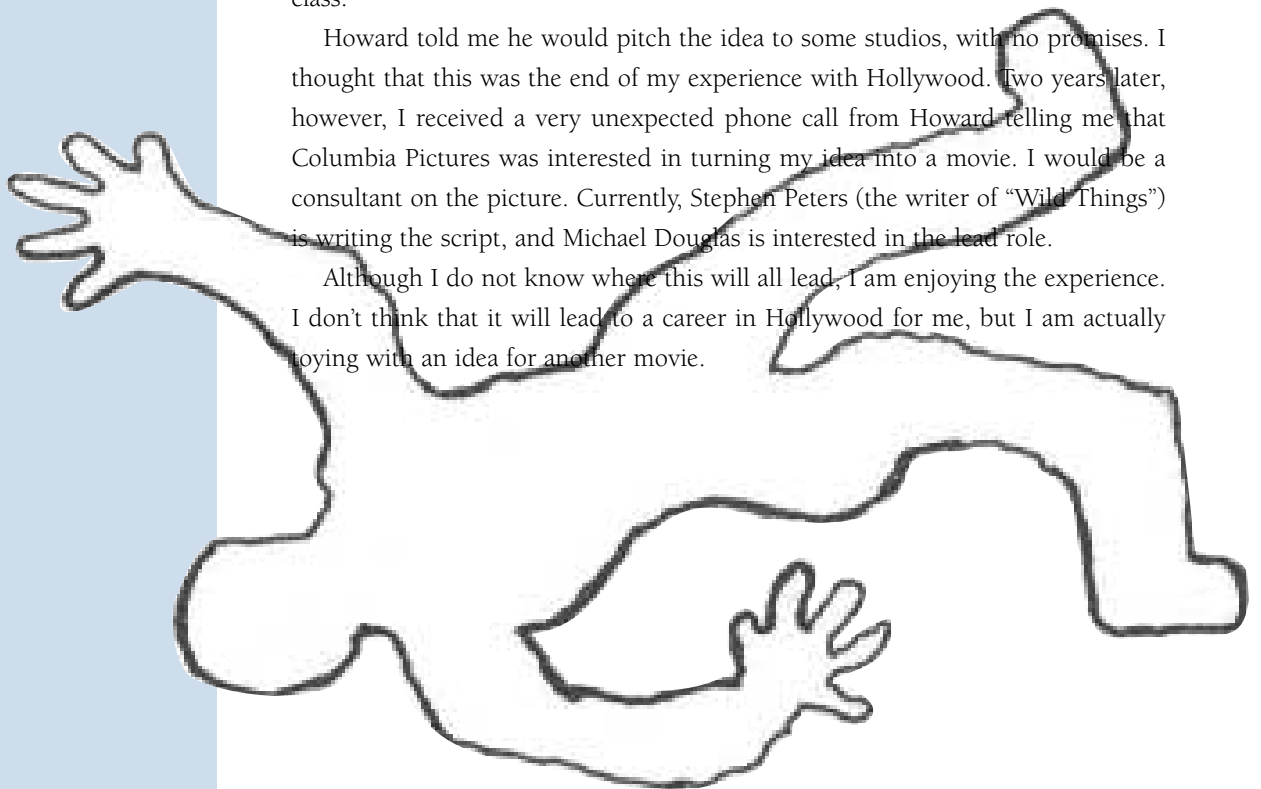 class.
Howard told me he would pitch the idea to some studios, with no promises. I
thought that this was the end of my experience with Hollywood. Two years later,
however, I received a very unexpected phone call from Howard telling me that
Columbia Pictures was interested in turning my idea into a movie. I would be a
consultant on the picture. Currently, Stephen Peters (the writer of “Wild Things”)
is writing the script, and Michael Douglas is interested in the lead role.
Although I do not know where this will all lead, I am enjoying the experience.
I don’t think that it will lead to a career in Hollywood for me, but I am actually
toying with an idea for another movie.